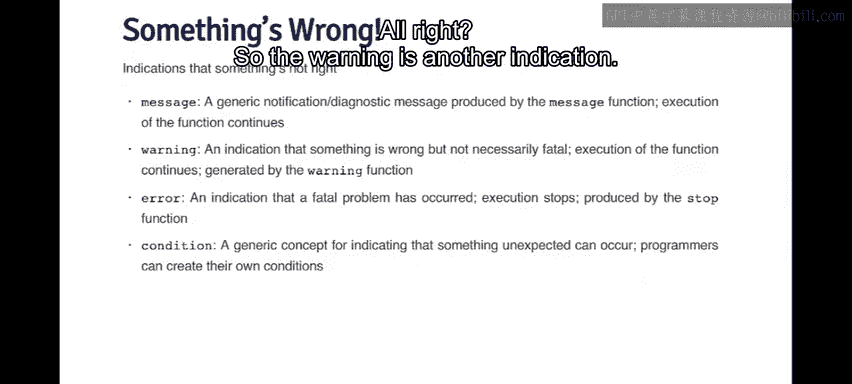 Something's Wrong!
All right?
So the warning is another indication.
Indications that something's not right
· message: A generic notification/diagnostic message produced by the message function; execution
of the function continues
· warning: An indication that something is wrong but not necessarily fatal; execution of the function
continues; generated by the warning function
· error: An indication that a fatal problem has occurred; execution stops; produced by the stop
function
· condition: A generic concept for indicating that something unexpected can occur; programmers
can create their own conditions